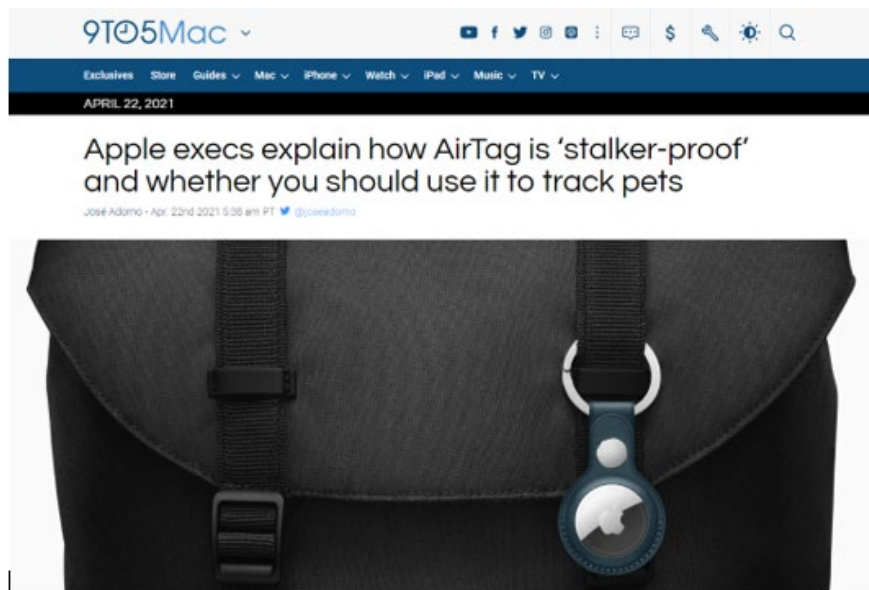 9TO5Mac
Exclusives Store Guides Mac iPhone Watch iPad Music TV
APRIL 22, 2021
Apple execs explain how AirTag is ‘stalker-proof’
and whether you should use it to track pets
José Adorno - Apr. 22nd 2021 5:38 am PT @joseadorno